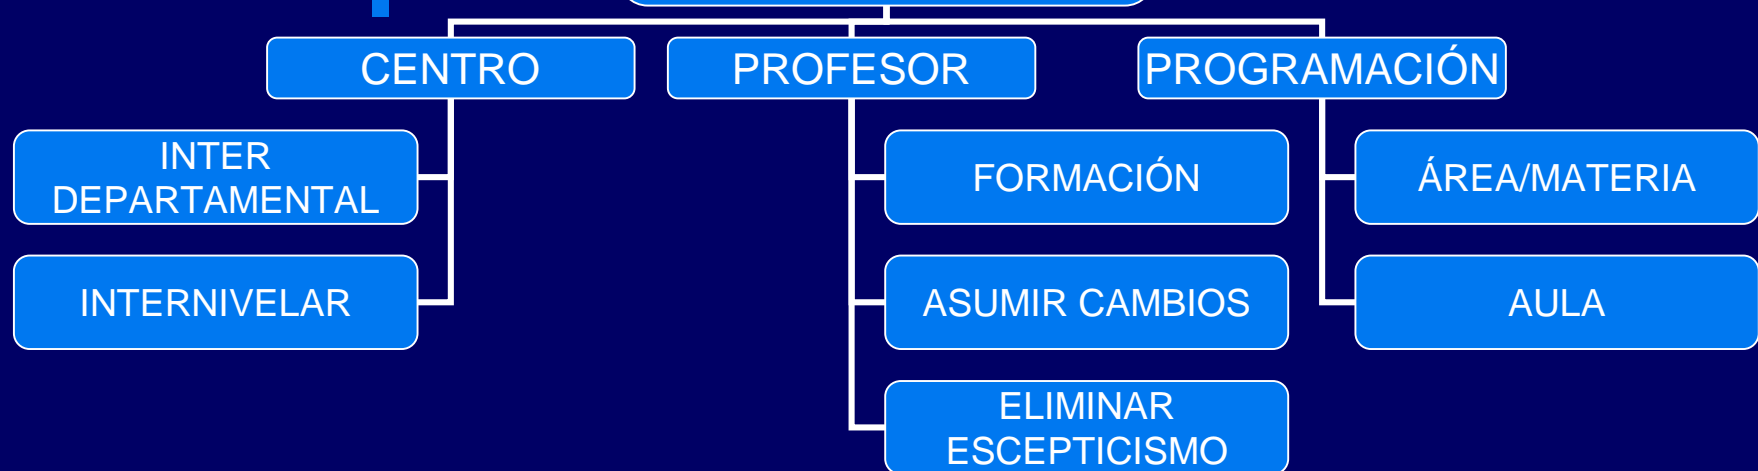 CENTRO
PROFESOR
PROGRAMACIÓN
INTER
DEPARTAMENTAL
INTERNIVELAR
FORMACIÓN
ASUMIR CAMBIOS
ELIMINAR
ESCEPTICISMO
ÁREA/MATERIA
AULA